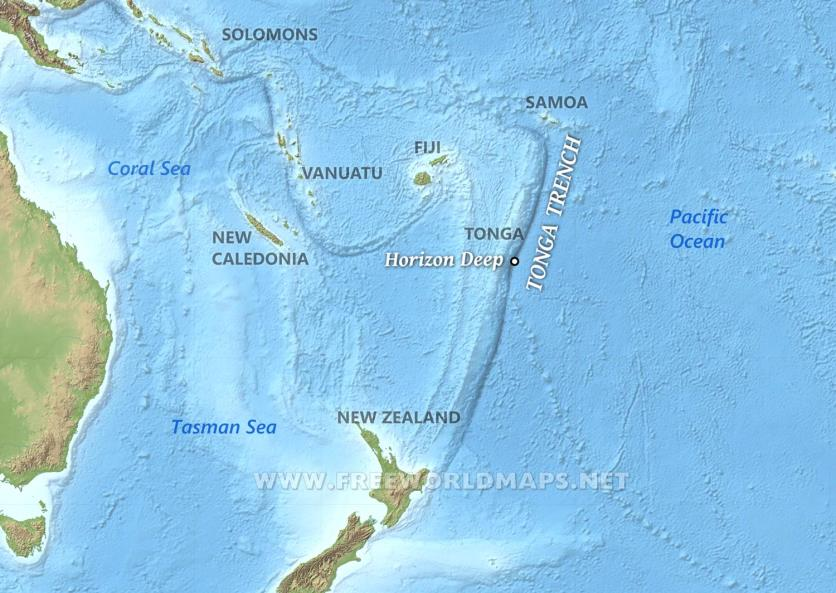 SOLOMONS
SAMOA
FIJI
Coral Sea
VANUATU
TONGA TRENCH
Pacific
Ocean
NEW
CALEDONIA
TONGA
Horizon Deep
NEW ZEALAND
Tasman Sea
WWW.FREEWORLDMAPS.NET